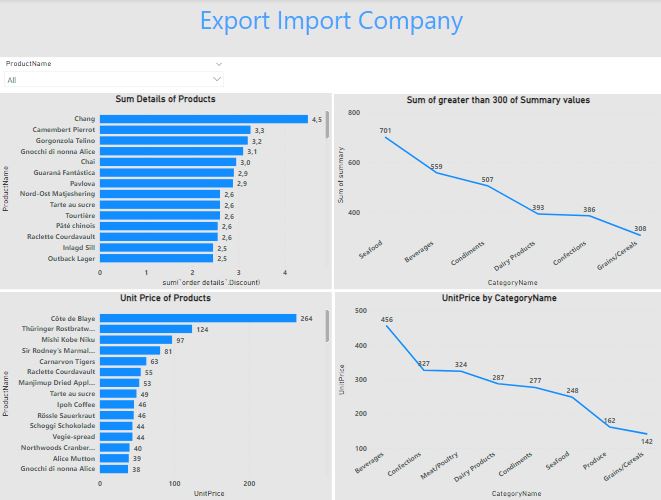 Export Import Company
ProductName
All
Sum Details of Products
ProductName
Chang 4,5
Camembert Pierrot 3,3
Gorgonzola Telino 3,2
Gnocchi di nonna Alice 3,1
Chai 3,0
Guaraná Fantástica 2,9
Pavlova 2,9
Nord-Ost Matjeshering 2,6
Tarte au sucre 2,6
Tourtière 2,6
Pâté chinois 2,6
Raclette Courdavault 2,6
Inlagd Sill 2,5
Outback Lager 2,5
0 1 2 3 4
sum(`order details`.Discount)
Sum of greater than 300 of Summary values
Sum of summary
800
600
400
701 559 507 393 386 308
Seafood Beverages Condiments Dairy Products Confections Grains/Cereals
CategoryName
Unit Price of Products
ProductName
Côte de Blaye 264
Thüringer Rostbratw... 124
Mishi Kobe Niku 97
Sir Rodney's Marmal... 81
Carnarvon Tigers 63
Raclette Courdavault 55
Manjimup Dried Appl... 53
Tarte au sucre 49
Ipoh Coffee 46
Rössle Sauerkraut 46
Schoggi Schokolade 44
Vegie-spread 44
Northwoods Cranber... 40
Alice Mutton 39
Gnocchi di nonna Alice 38
0 100 200
UnitPrice
UnitPrice by CategoryName
UnitPrice
500
400
300
200
100
456 327 324 287 277 248 162 142
Beverages Confections Meat/Poultry Dairy Products Condiments Seafood Produce Grains/Cereals
CategoryName